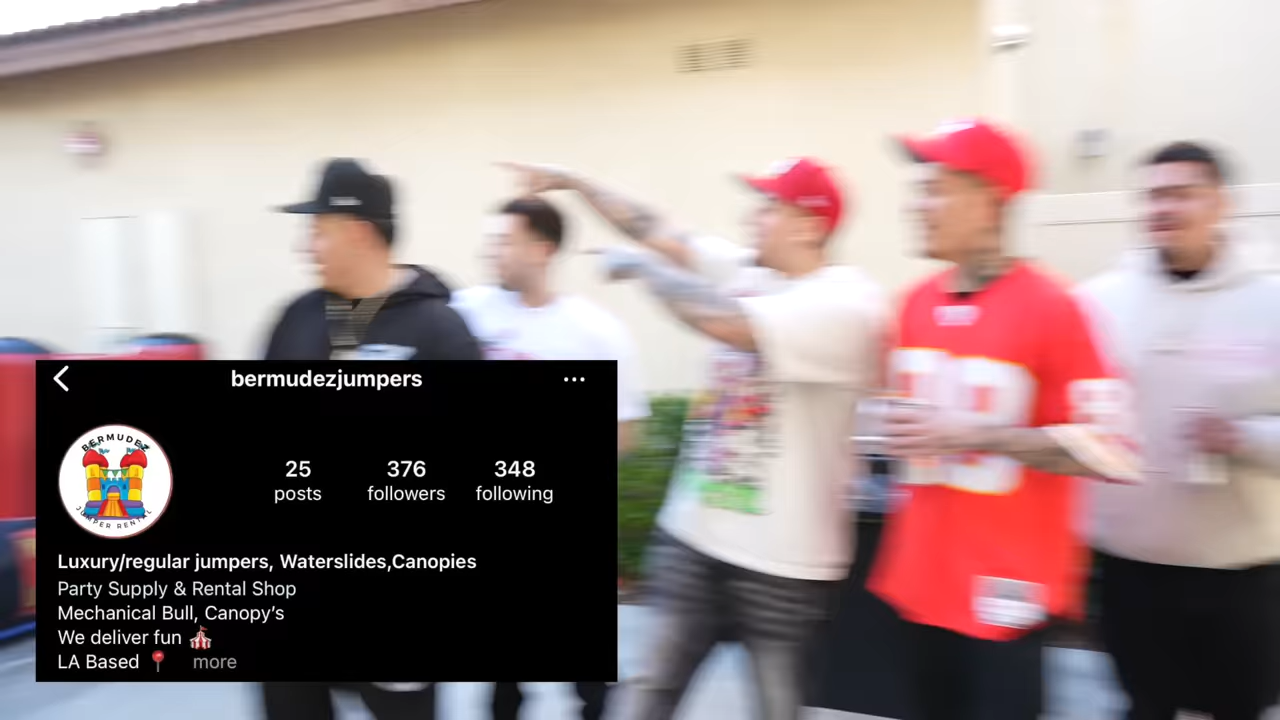 bermudezjumpers
BERMUDEZ
JUMPER RENTAL
25 376 348
posts followers following
Luxury/regular jumpers, Waterslides,Canopies
Party Supply & Rental Shop
Mechanical Bull, Canopy’s
We deliver fun 🎪
LA Based 📍 more